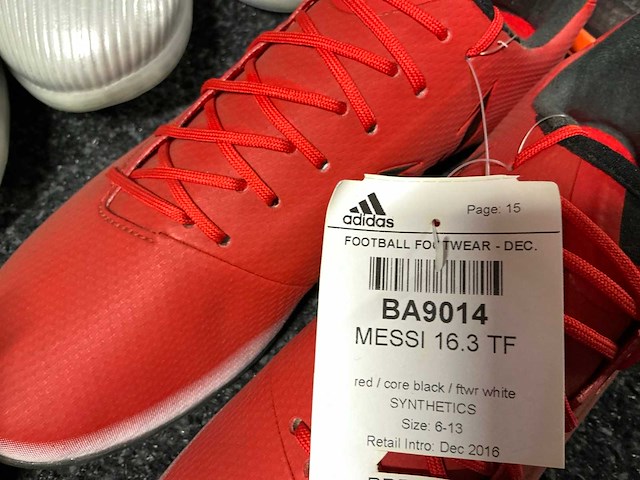 adidas
Page: 15
FOOTBALL FOOTWEAR - DEC.
BA9014
MESSI 16.3 TF
red / core black / ftwr white
SYNTHETICS
Size: 6-13
Retail Intro: Dec 2016